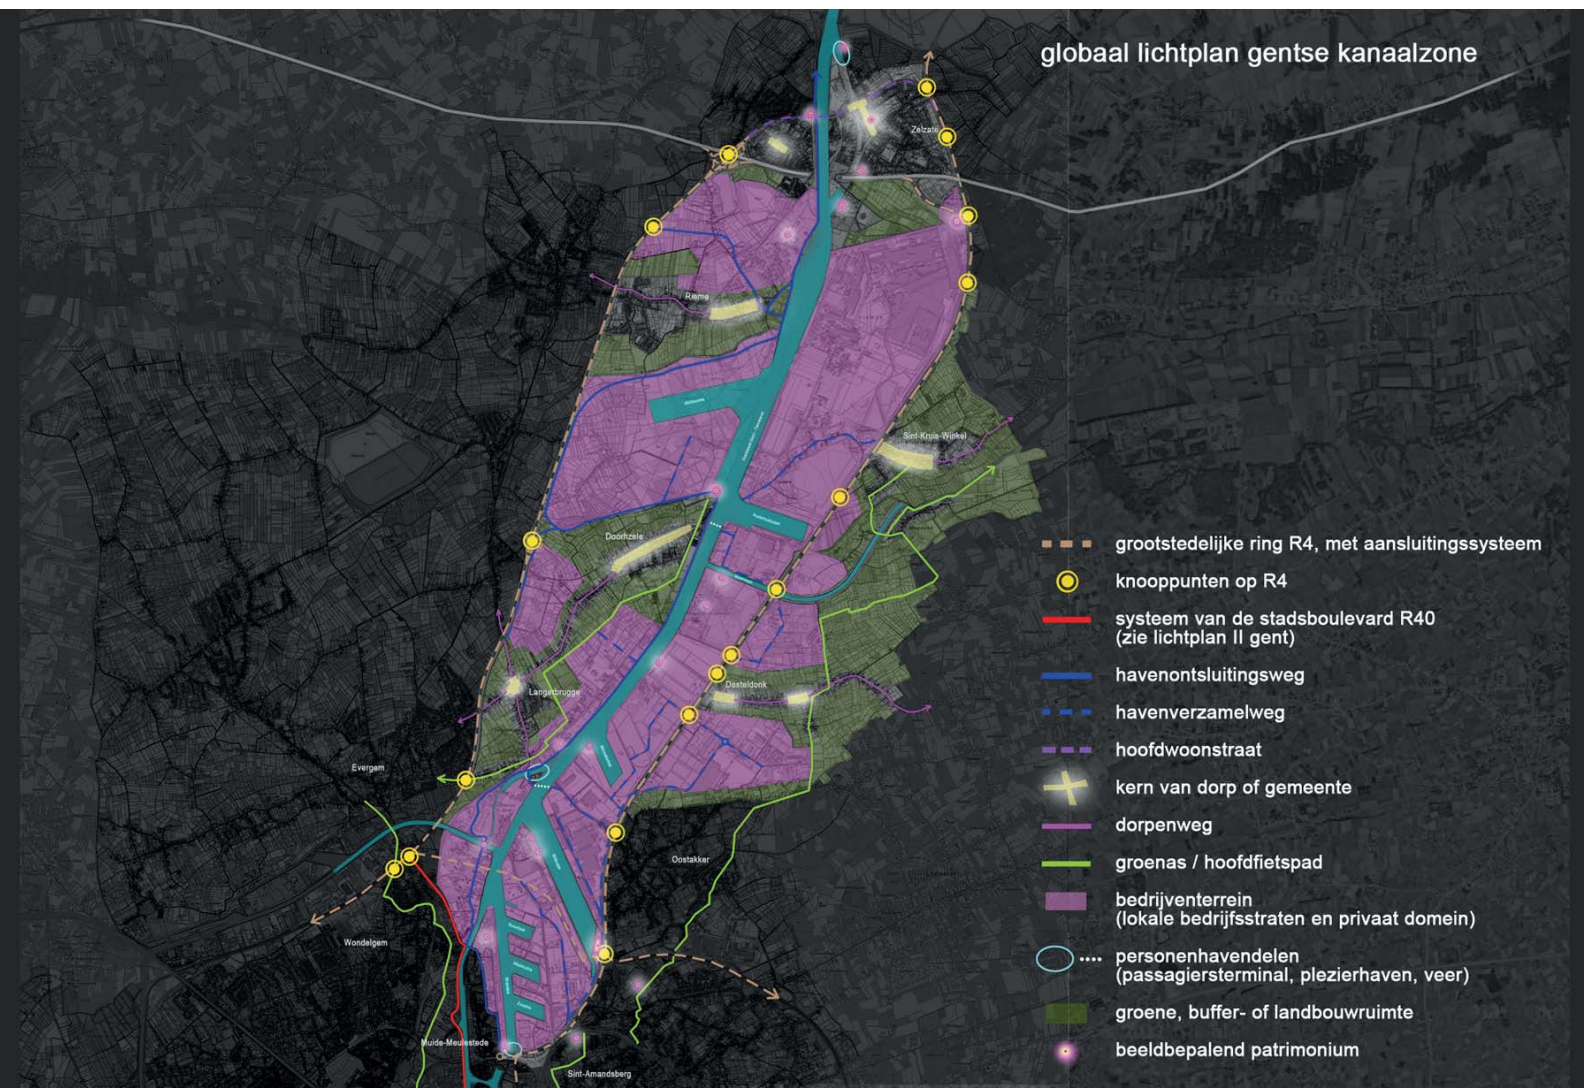 globaal lichtplan gentse kanaalzone
Zelzate
Rieme
Sint-Kruis-Winkel
Doornzele
Langerbrugge
Desteldonk
Evergem
Oostakker
Wondelgem
Muide-Meulestede
Sint-Amandsberg
grootstedelijke ring R4, met aansluitingssysteem
knooppunten op R4
systeem van de stadsboulevard R40
(zie lichtplan II gent)
havenontsluitingsweg
havenverzamelweg
hoofdwoonstraat
kern van dorp of gemeente
dorpenweg
groenas / hoofdfietspad
bedrijventerrein
(lokale bedrijfsstraten en privaat domein)
personenhavendelen
(passagiersterminal, plezierhaven, veer)
groene, buffer- of landbouwruimte
beeldbepalend patrimonium